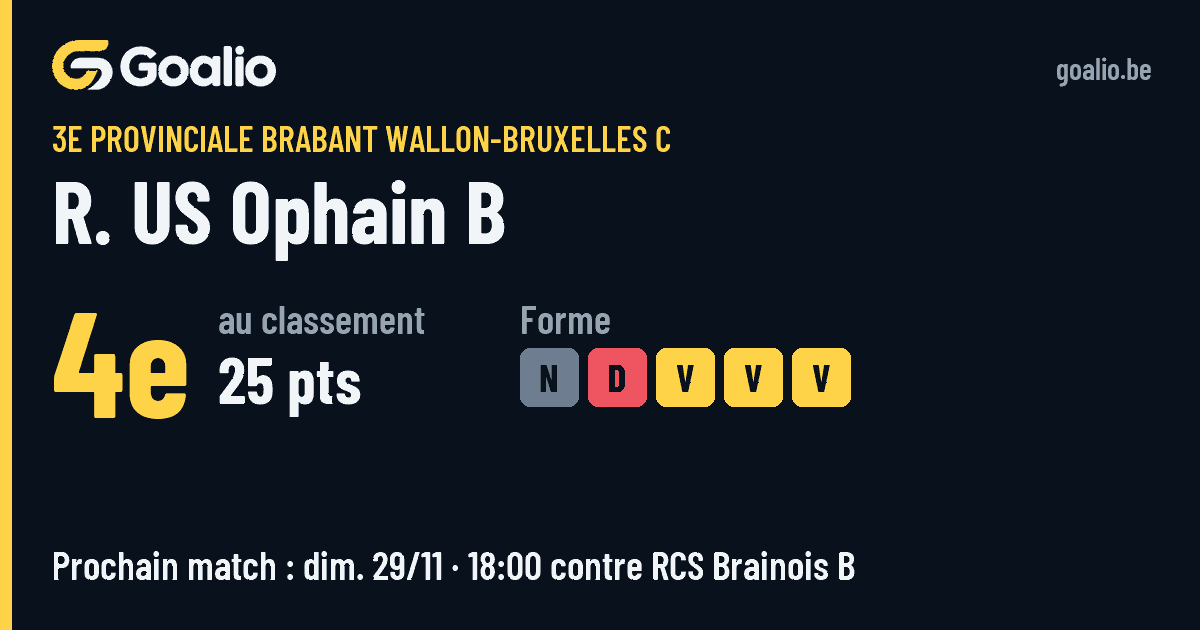 Goalio
goalio.be
3E PROVINCIALE BRABANT WALLON-BRUXELLES C
R. US Ophain B
4e
au classement
25 pts
Forme
N D V V V
Prochain match : dim. 29/11 · 18:00 contre RCS Brainois B